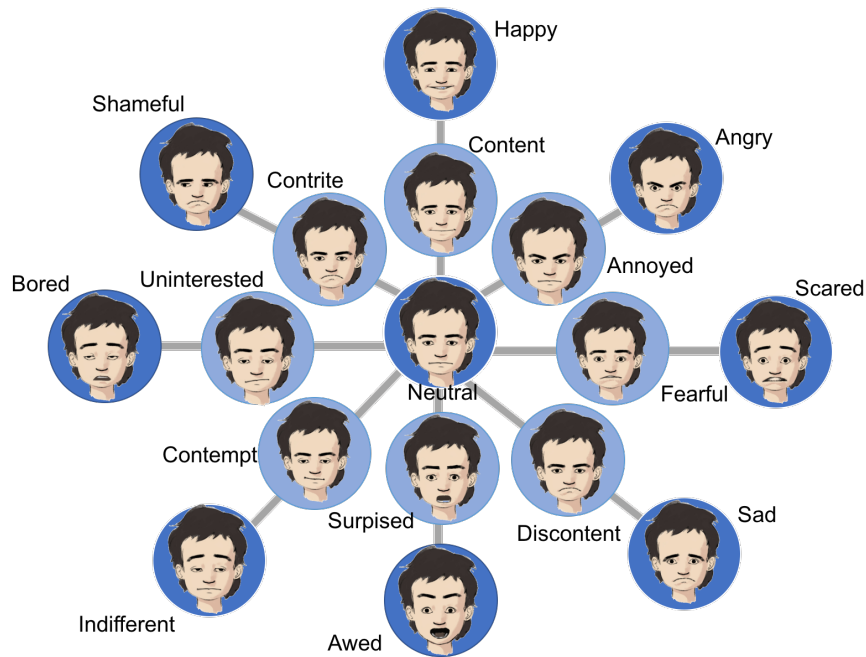 Happy
Shameful
Content
Angry
Contrite
Annoyed
Uninterested
Bored
Scared
Neutral
Fearful
Contempt
Surpised
Discontent
Sad
Indifferent
Awed